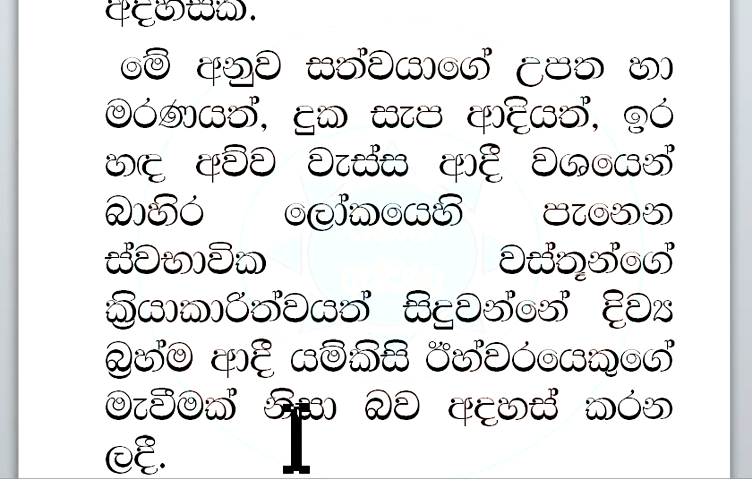 අදහසකි.
මේ අනුව සත්වයාගේ උපත හා
මරණයත්, දුක සැප ආදියත්, ඉර
හඳ අව්ව වැස්ස ආදී වශයෙන්
බාහිර ලෝකයෙහි පැනෙන
ස්වභාවික වස්තූන්ගේ
ක්‍රියාකාරිත්වයත් සිදුවන්නේ දිව්‍ය
බ්‍රහ්ම ආදී යම්කිසි ඊශ්වරයෙකුගේ
මැවීමක් නිසා බව අදහස් කරන
ලදී.